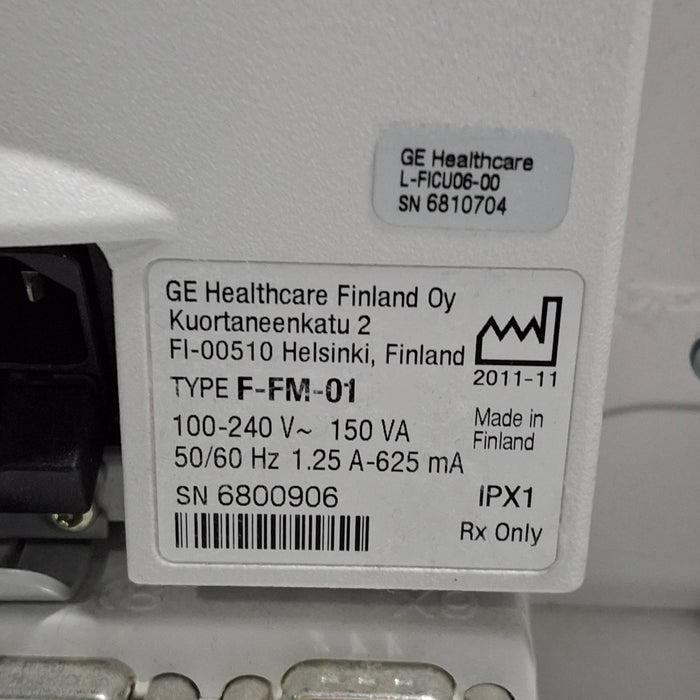 GE Healthcare
L-FICU06-00
SN 6810704
GE Healthcare Finland Oy
Kuortaneenkatu 2
FI-00510 Helsinki, Finland
2011-11
TYPE F-FM-01
100-240 V~ 150 VA
50/60 Hz 1.25 A-625 mA
Made in
Finland
SN 6800906
IPX1
Rx Only